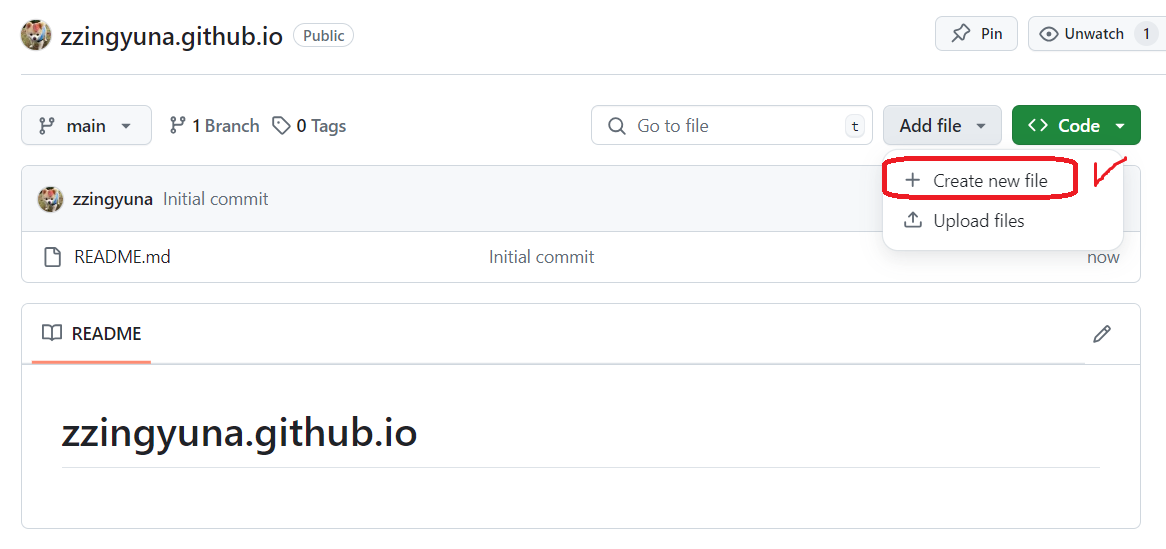 zzingyuna.github.io Public Pin Unwatch 1
main 1 Branch 0 Tags Go to file t Add file Code
Create new file
zzingyuna Initial commit
Upload files
README.md Initial commit now
README
zzingyuna.github.io